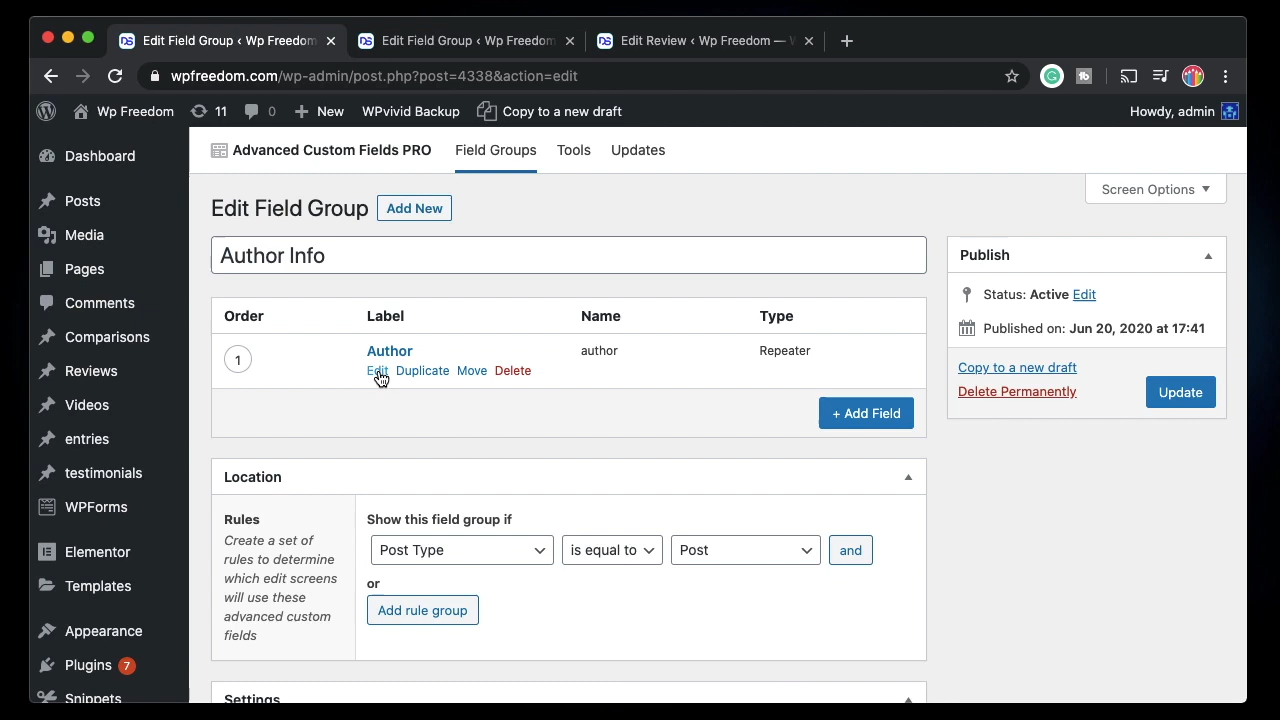 Edit Field Group ‹ Wp Freedom
Edit Field Group ‹ Wp Freedom
Edit Review ‹ Wp Freedom —
wpfreedom.com/wp-admin/post.php?post=4338&action=edit
Wp Freedom
11
0
New
WPvivid Backup
Copy to a new draft
Howdy, admin
Dashboard
Posts
Media
Pages
Comments
Comparisons
Reviews
Videos
entries
testimonials
WPForms
Elementor
Templates
Appearance
Plugins 7
Snippets
Advanced Custom Fields PRO
Field Groups
Tools
Updates
Screen Options
Edit Field Group
Add New
Author Info
Order Label Name Type
1 Author author Repeater
Edit Duplicate Move Delete
+ Add Field
Location
Rules
Create a set of
rules to determine
which edit screens
will use these
advanced custom
fields
Show this field group if
Post Type is equal to Post and
or
Add rule group
Settings
Publish
Status: Active Edit
Published on: Jun 20, 2020 at 17:41
Copy to a new draft
Delete Permanently
Update